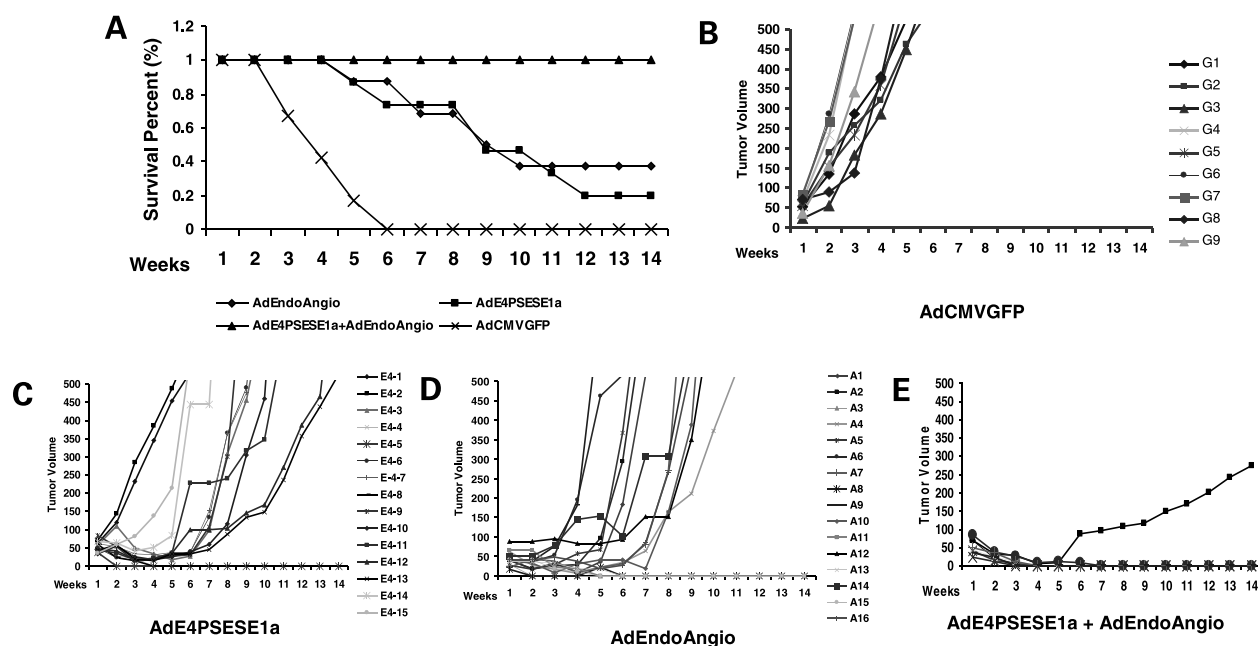 A
Survival Percent (%)
1.2
1
0.8
0.6
0.4
0.2
0
Weeks 1 2 3 4 5 6 7 8 9 10 11 12 13 14
AdEndoAngio AdE4PSESE1a
AdE4PSESE1a+AdEndoAngio AdCMVGFP
B
Tumor Volume
500
450
400
350
300
250
200
150
100
50
0
Weeks 1 2 3 4 5 6 7 8 9 10 11 12 13 14
G1
G2
G3
G4
G5
G6
G7
G8
G9
AdCMVGFP
C
Tumor Volume
500
450
400
350
300
250
200
150
100
50
0
Weeks 1 2 3 4 5 6 7 8 9 10 11 12 13 14
E4-1
E4-2
E4-3
E4-4
E4-5
E4-6
E-4-7
E4-8
E4-9
E4-10
E4-11
E4-12
E4-13
E4-14
E4-15
AdE4PSESE1a
D
Tumor Volume
500
450
400
350
300
250
200
150
100
50
0
Weeks 1 2 3 4 5 6 7 8 9 10 11 12 13 14
A1
A2
A3
A4
A5
A6
A7
A8
A9
A10
A11
A12
A13
A14
A15
A16
AdEndoAngio
E
Tumor Volume
500
450
400
350
300
250
200
150
100
50
0
Weeks 1 2 3 4 5 6 7 8 9 10 11 12 13 14
AdE4PSESE1a + AdEndoAngio